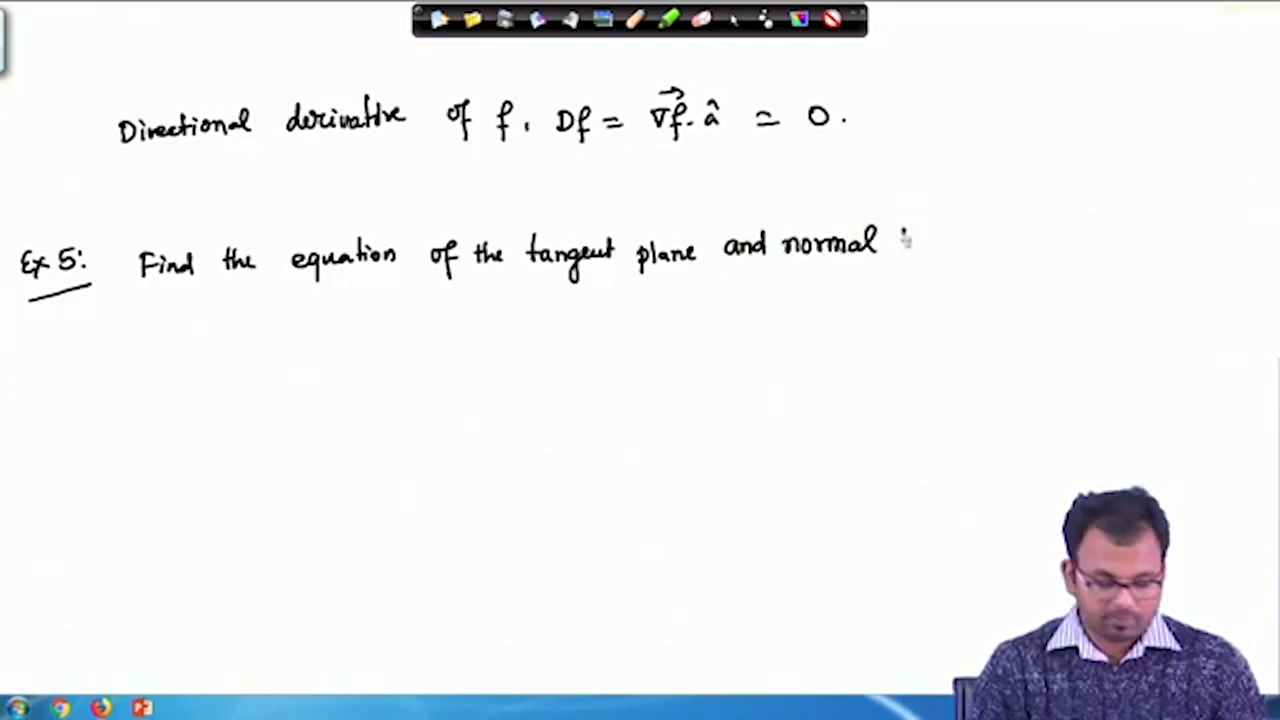 Directional derivative of f, Df = ∇⃗f . â = 0.
Ex 5: Find the equation of the tangent plane and normal